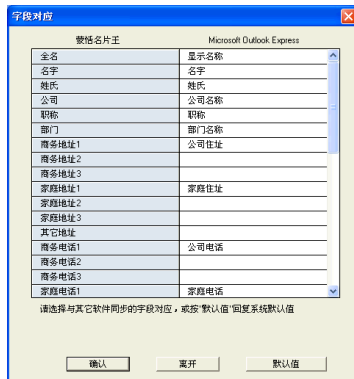 字段对应
蒙恬名片王 Microsoft Outlook Express
全名 显示名称
名字 名字
姓氏 姓氏
公司 公司名称
职称 职称
部门 部门名称
商务地址1 公司住址
商务地址2
商务地址3
家庭地址1 家庭住址
家庭地址2
家庭地址3
其它地址
商务电话1 公司电话
商务电话2
商务电话3
家庭电话1 家庭电话
请选择与其它软件同步的字段对应，或按"默认值"回复系统默认值
确认 离开 默认值